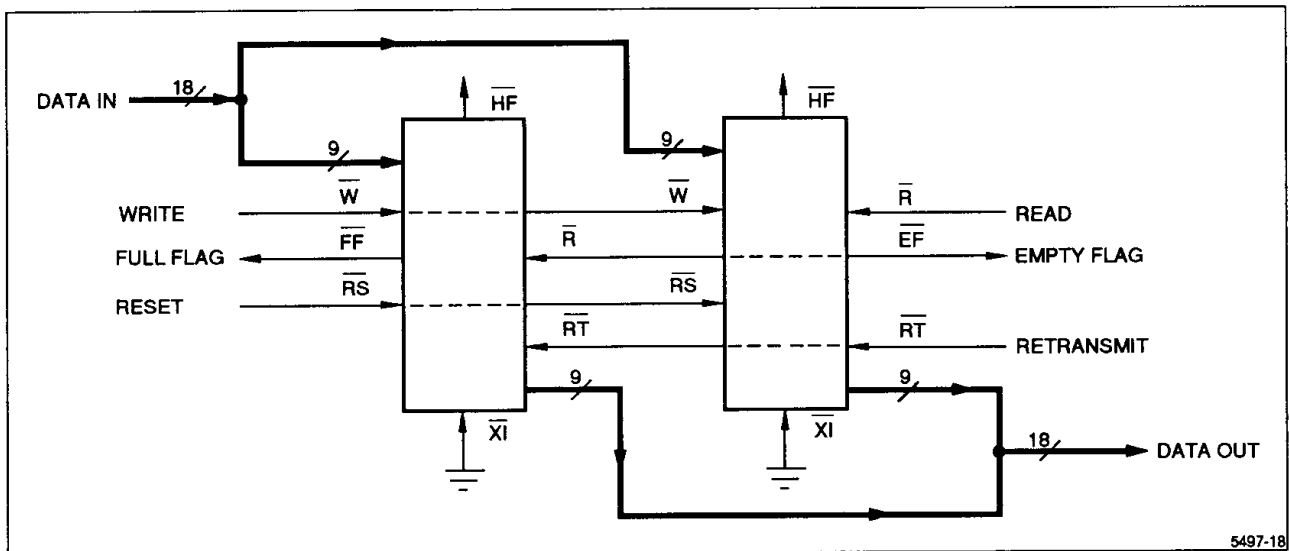 HF
HF
18
DATA IN
9
9
W
W
R
WRITE
READ
FF
R
EF
FULL FLAG
EMPTY FLAG
RS
RS
RESET
RT
RT
RETRANSMIT
9
9
XI
XI
18
DATA OUT
5497-18